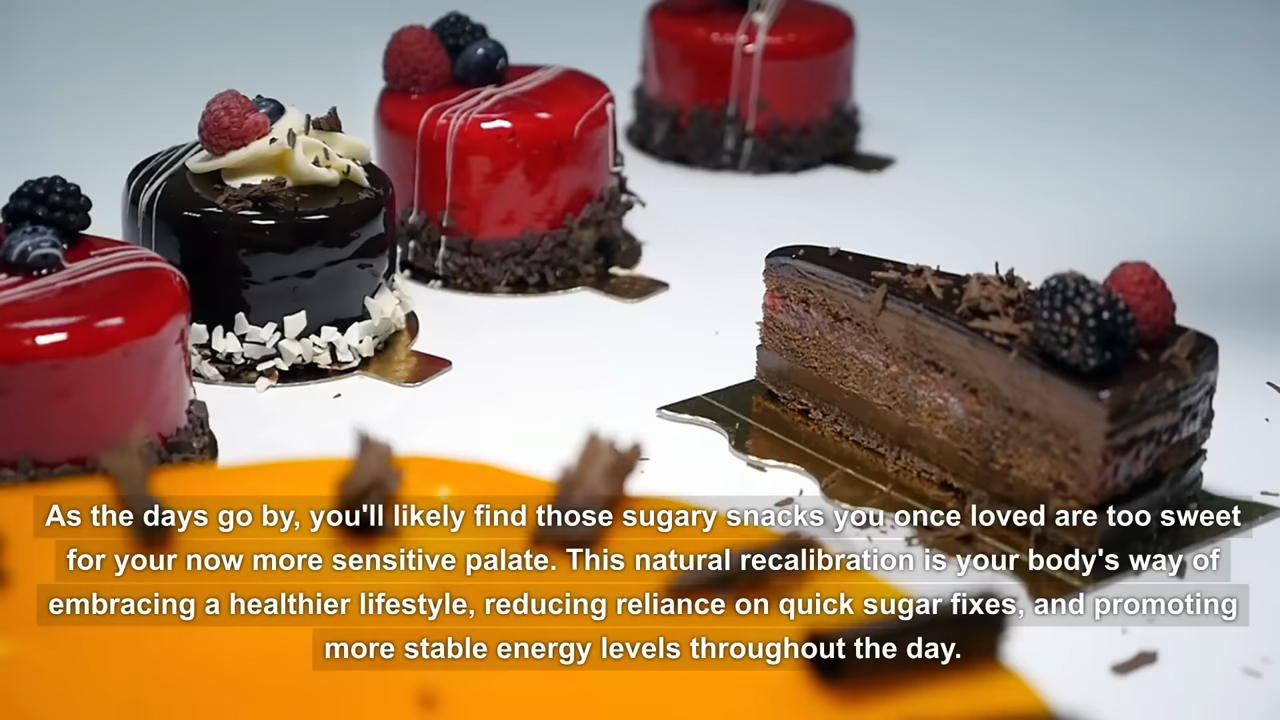 As the days go by, you'll likely find those sugary snacks you once loved are too sweet
for your now more sensitive palate. This natural recalibration is your body's way of
embracing a healthier lifestyle, reducing reliance on quick sugar fixes, and promoting
more stable energy levels throughout the day.